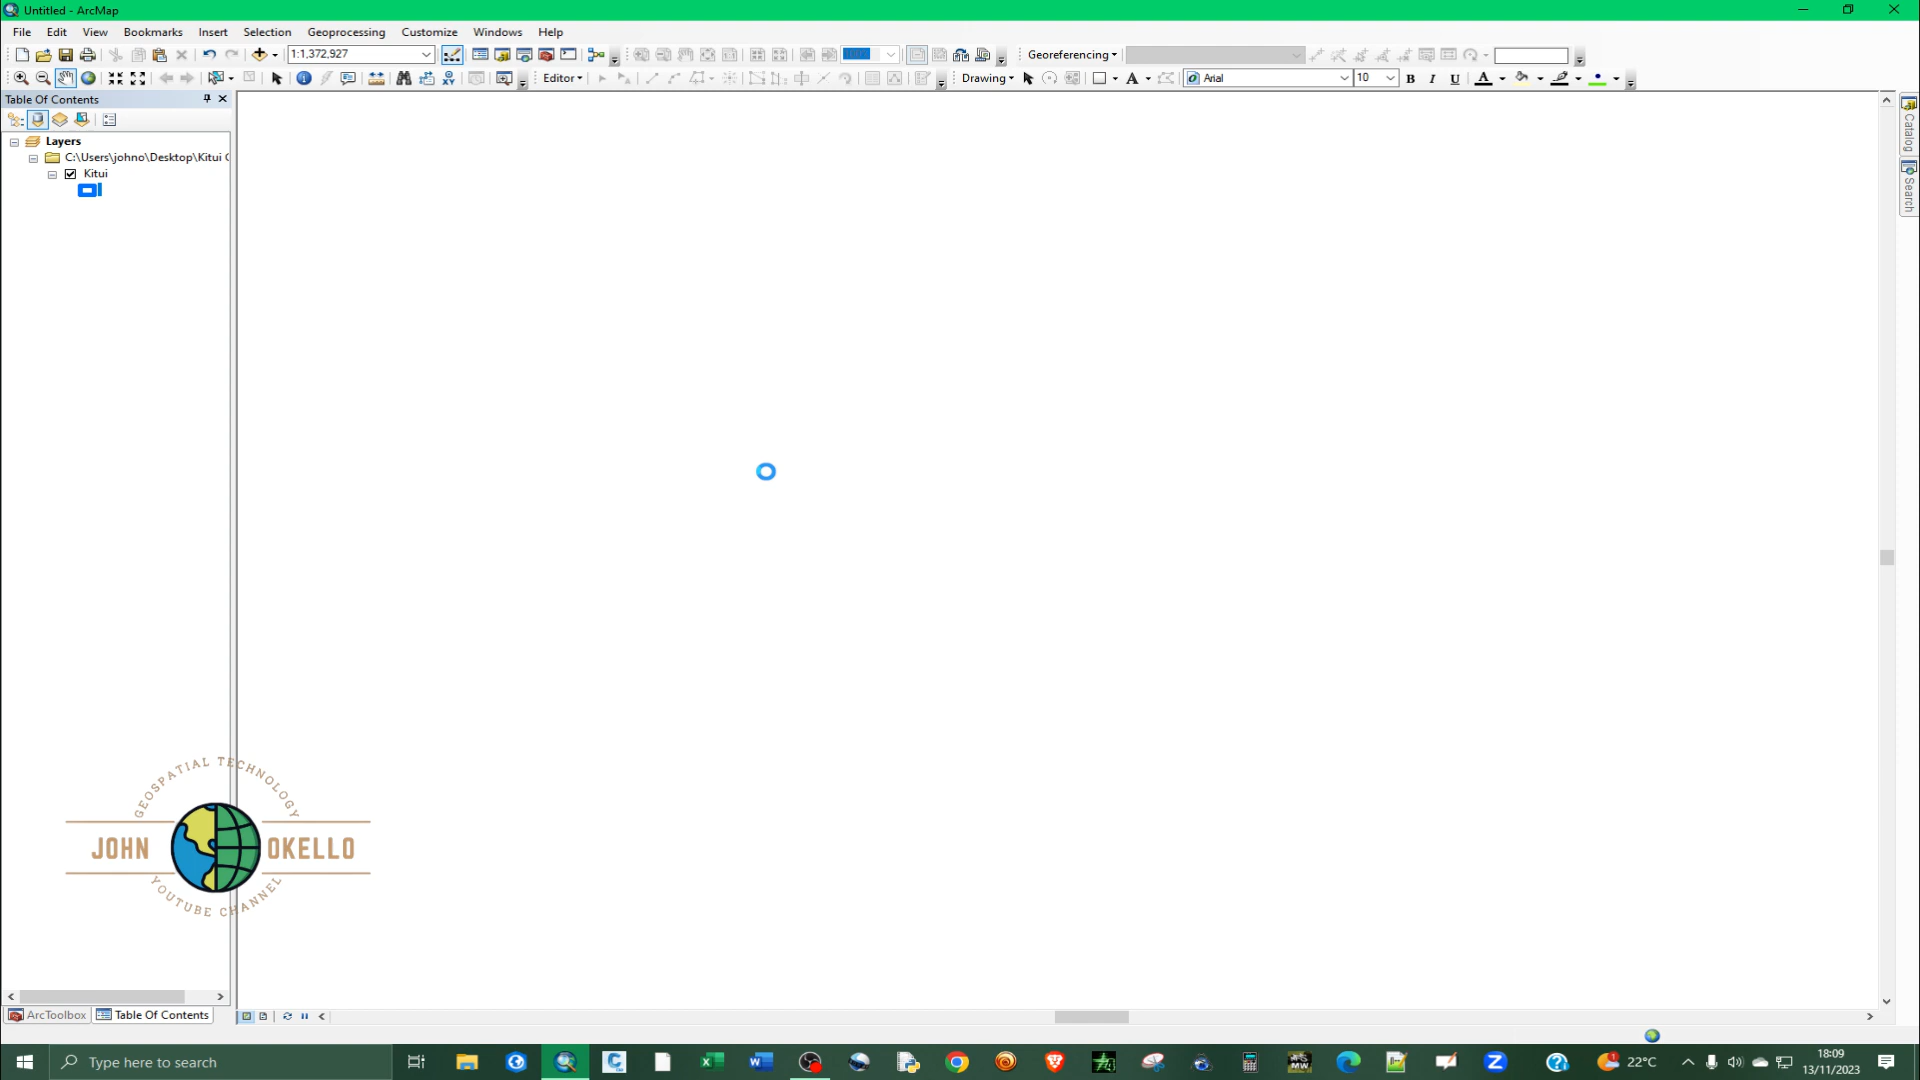 Untitled - ArcMap
File Edit View Bookmarks Insert Selection Geoprocessing Customize Windows Help
1:1,372,927
Georeferencing
Editor
Drawing
Arial
10
B I U A
Table Of Contents
Layers
C:\Users\johno\Desktop\Kitui C
Kitui
Catalog
Search
GEOSPATIAL TECHNOLOGY
JOHN OKELLO
YOUTUBE CHANNEL
ArcToolbox
Table Of Contents
Type here to search
22°C
18:09
13/11/2023